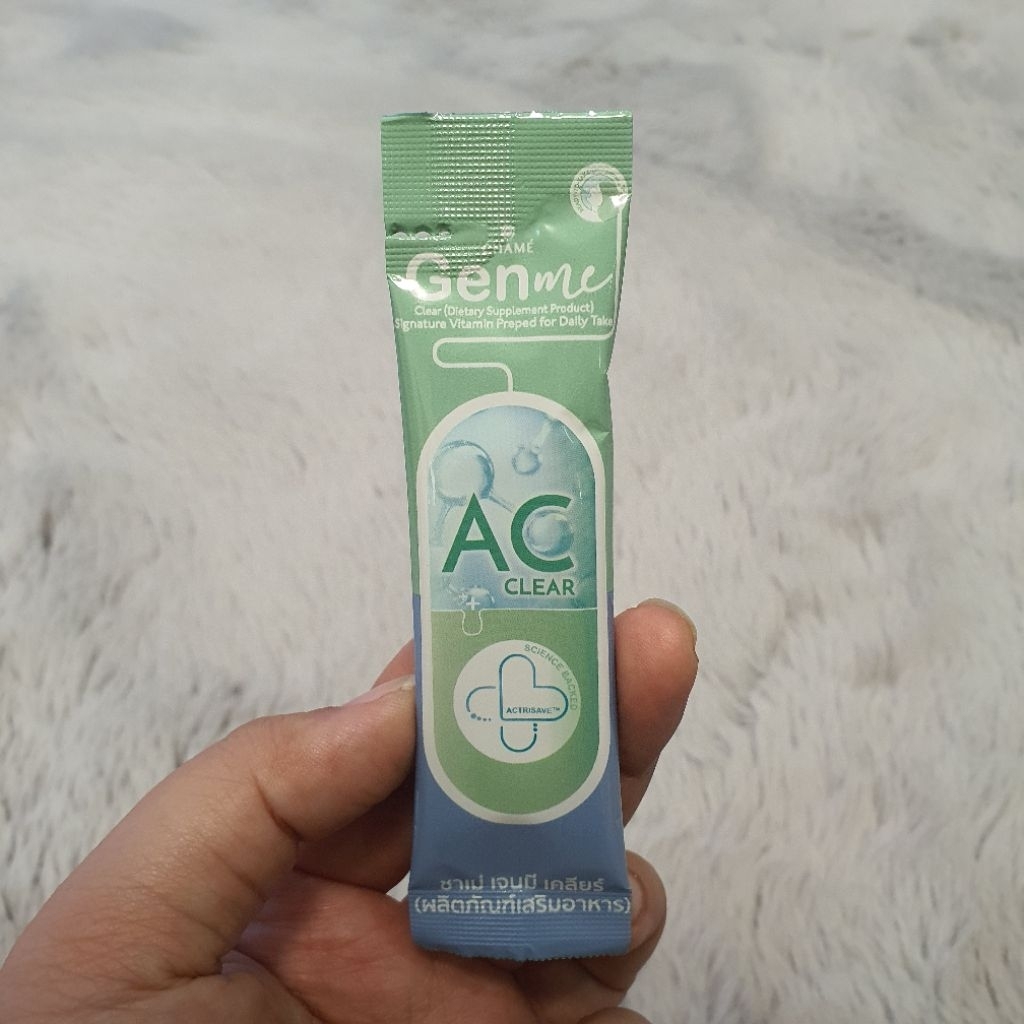 CHAMÉ
Genme
Clear (Dietary Supplement Product)
Signature Vitamin Preped for Daily Take
AC
CLEAR
SCIENCE BACKED
ACTRISAVE™
ชาเม่ เจนมี เคลียร์
(ผลิตภัณฑ์เสริมอาหาร)